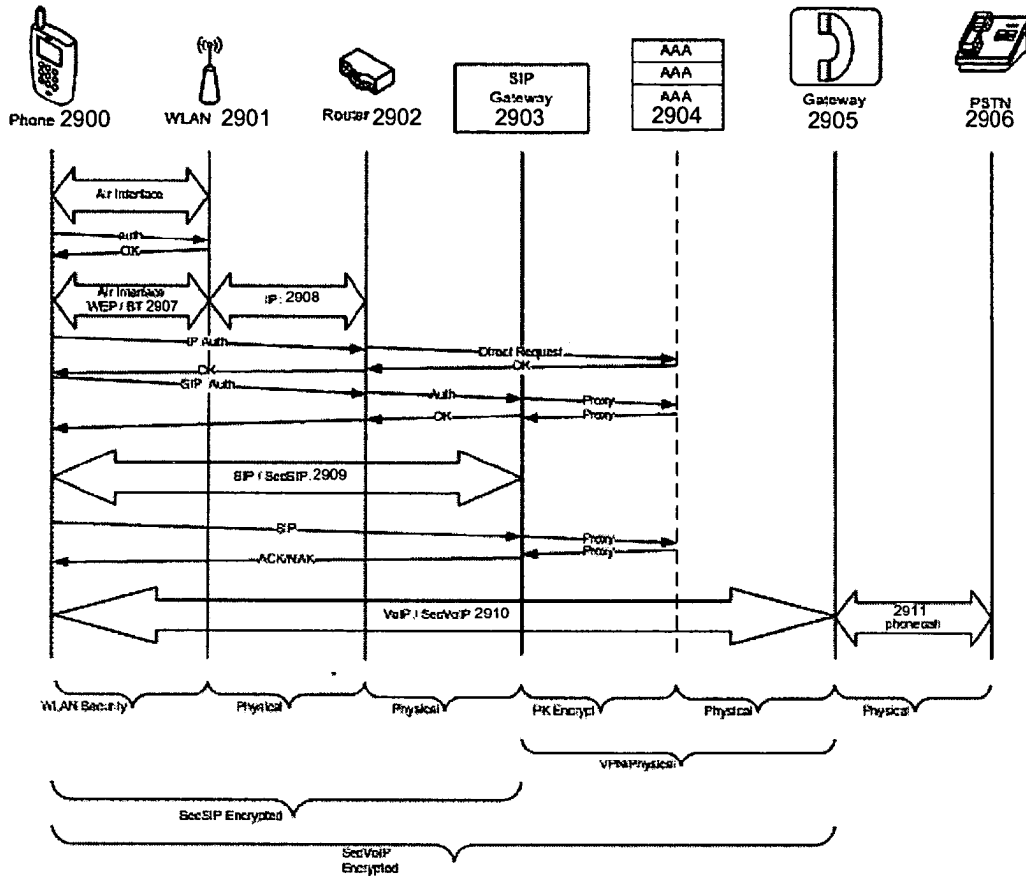 AAA
AAA
AAA
2904
SIP
Gateway
2903
Phone 2900
WLAN 2901
Router 2902
Gateway
2905
PSTN
2906
Air Interface
Auth
OK
Air Interface
WEP / BT 2907
IP: 2908
IP Auth
Direct Request
OK
OK
SIP Auth
Auth
Proxy
OK
Proxy
SIP / SecSIP: 2909
SIP
Proxy
Proxy
ACK/NAK
VoIP / SecVoIP 2910
2911
phonecall
WLAN Security
Physical
Physical
PK Encrypt
Physical
Physical
VPN/Physical
SecSIP Encrypted
SecVoIP
Encrypted